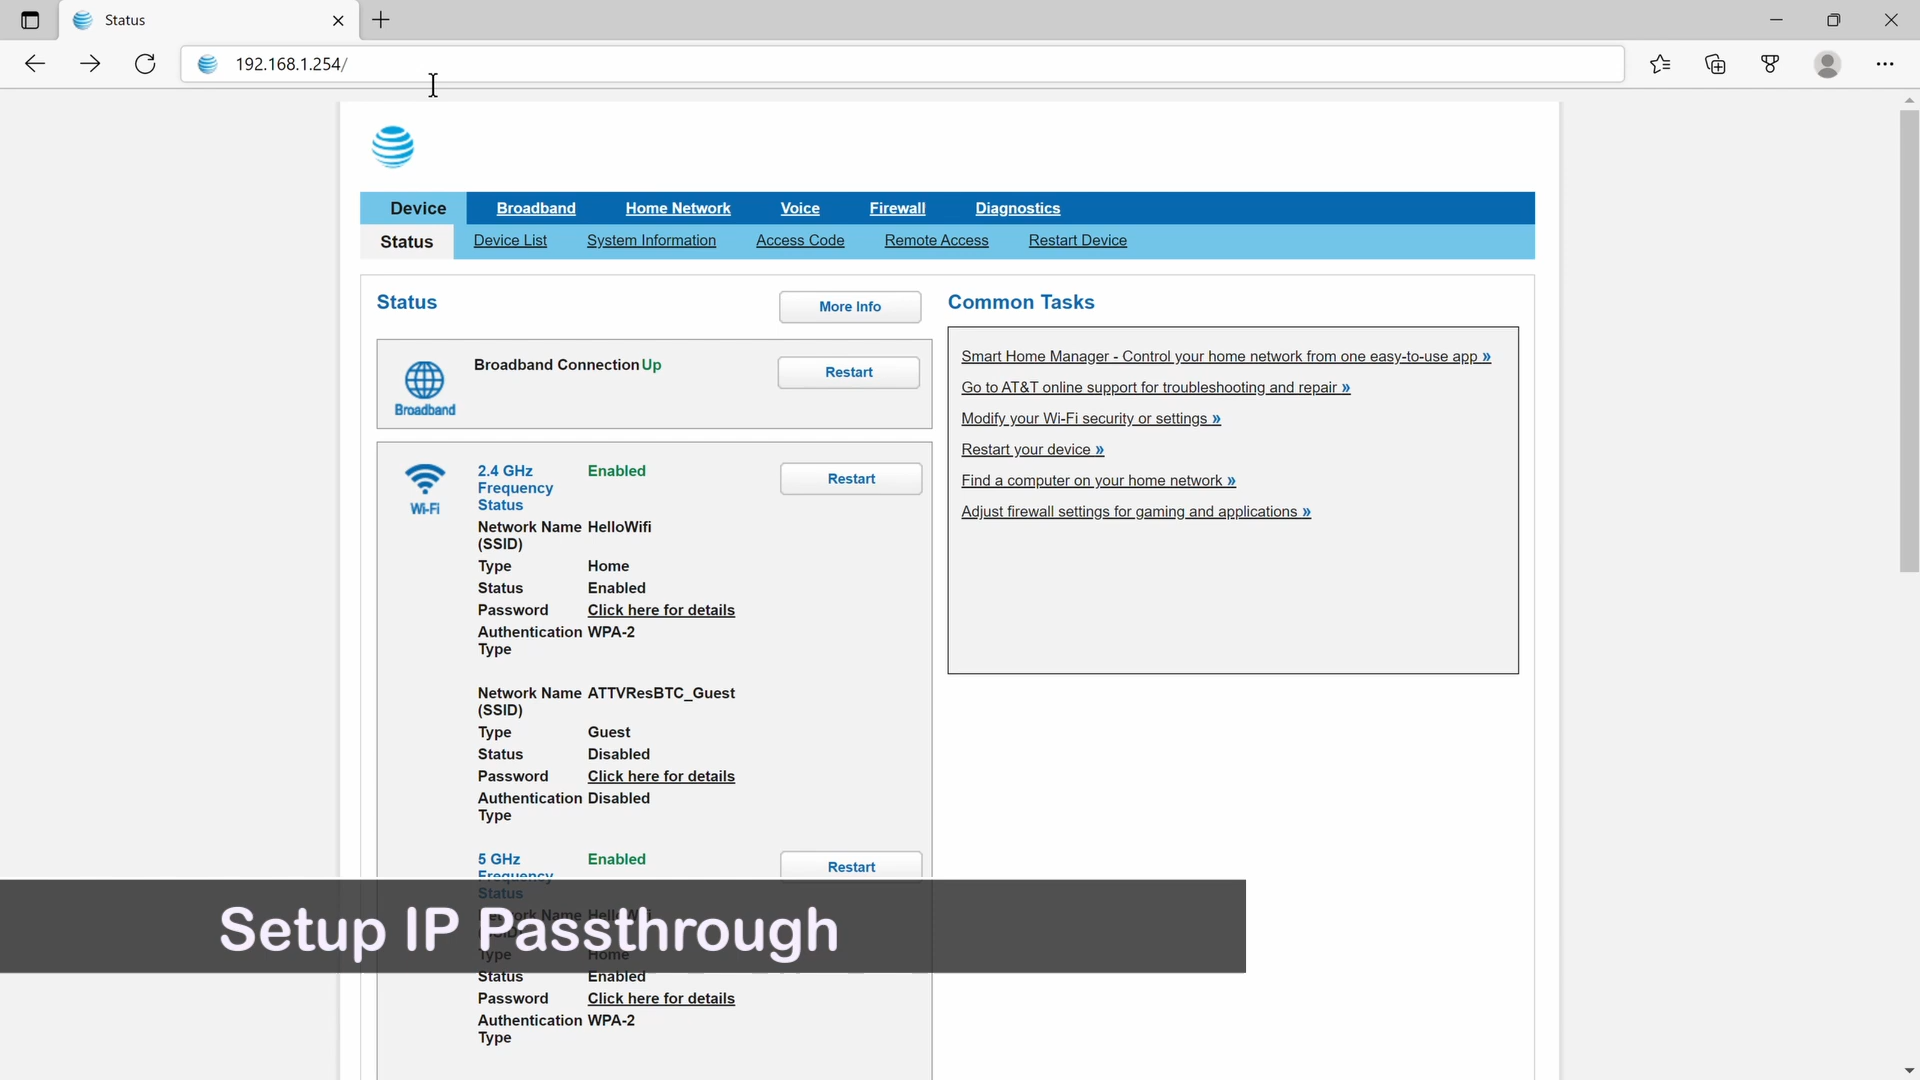 Status
192.168.1.254/
Device Broadband Home Network Voice Firewall Diagnostics
Status Device List System Information Access Code Remote Access Restart Device
Status More Info
Broadband Connection Up Restart
Broadband
Wi-Fi
2.4 GHz Frequency Status Enabled Restart
Network Name (SSID) HelloWifi
Type Home
Status Enabled
Password Click here for details
Authentication Type WPA-2
Network Name (SSID) ATTVResBTC_Guest
Type Guest
Status Disabled
Password Click here for details
Authentication Type Disabled
5 GHz Frequency Status Enabled Restart
Type Home
Status Enabled
Password Click here for details
Authentication Type WPA-2
Common Tasks
Smart Home Manager - Control your home network from one easy-to-use app »
Go to AT&T online support for troubleshooting and repair »
Modify your Wi-Fi security or settings »
Restart your device »
Find a computer on your home network »
Adjust firewall settings for gaming and applications »
Setup IP Passthrough